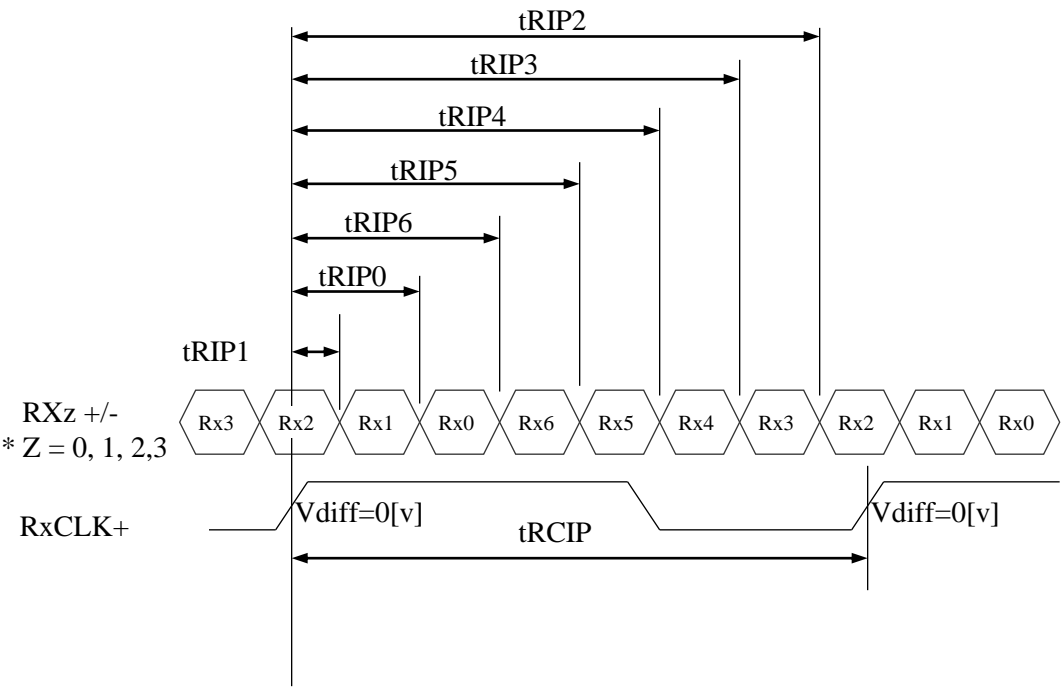 tRIP2
tRIP3
tRIP4
tRIP5
tRIP6
tRIP0
tRIP1
RXz +/-
* Z = 0, 1, 2,3
Rx3 Rx2 Rx1 Rx0 Rx6 Rx5 Rx4 Rx3 Rx2 Rx1 Rx0
RxCLK+
Vdiff=0[v] Vdiff=0[v]
tRCIP